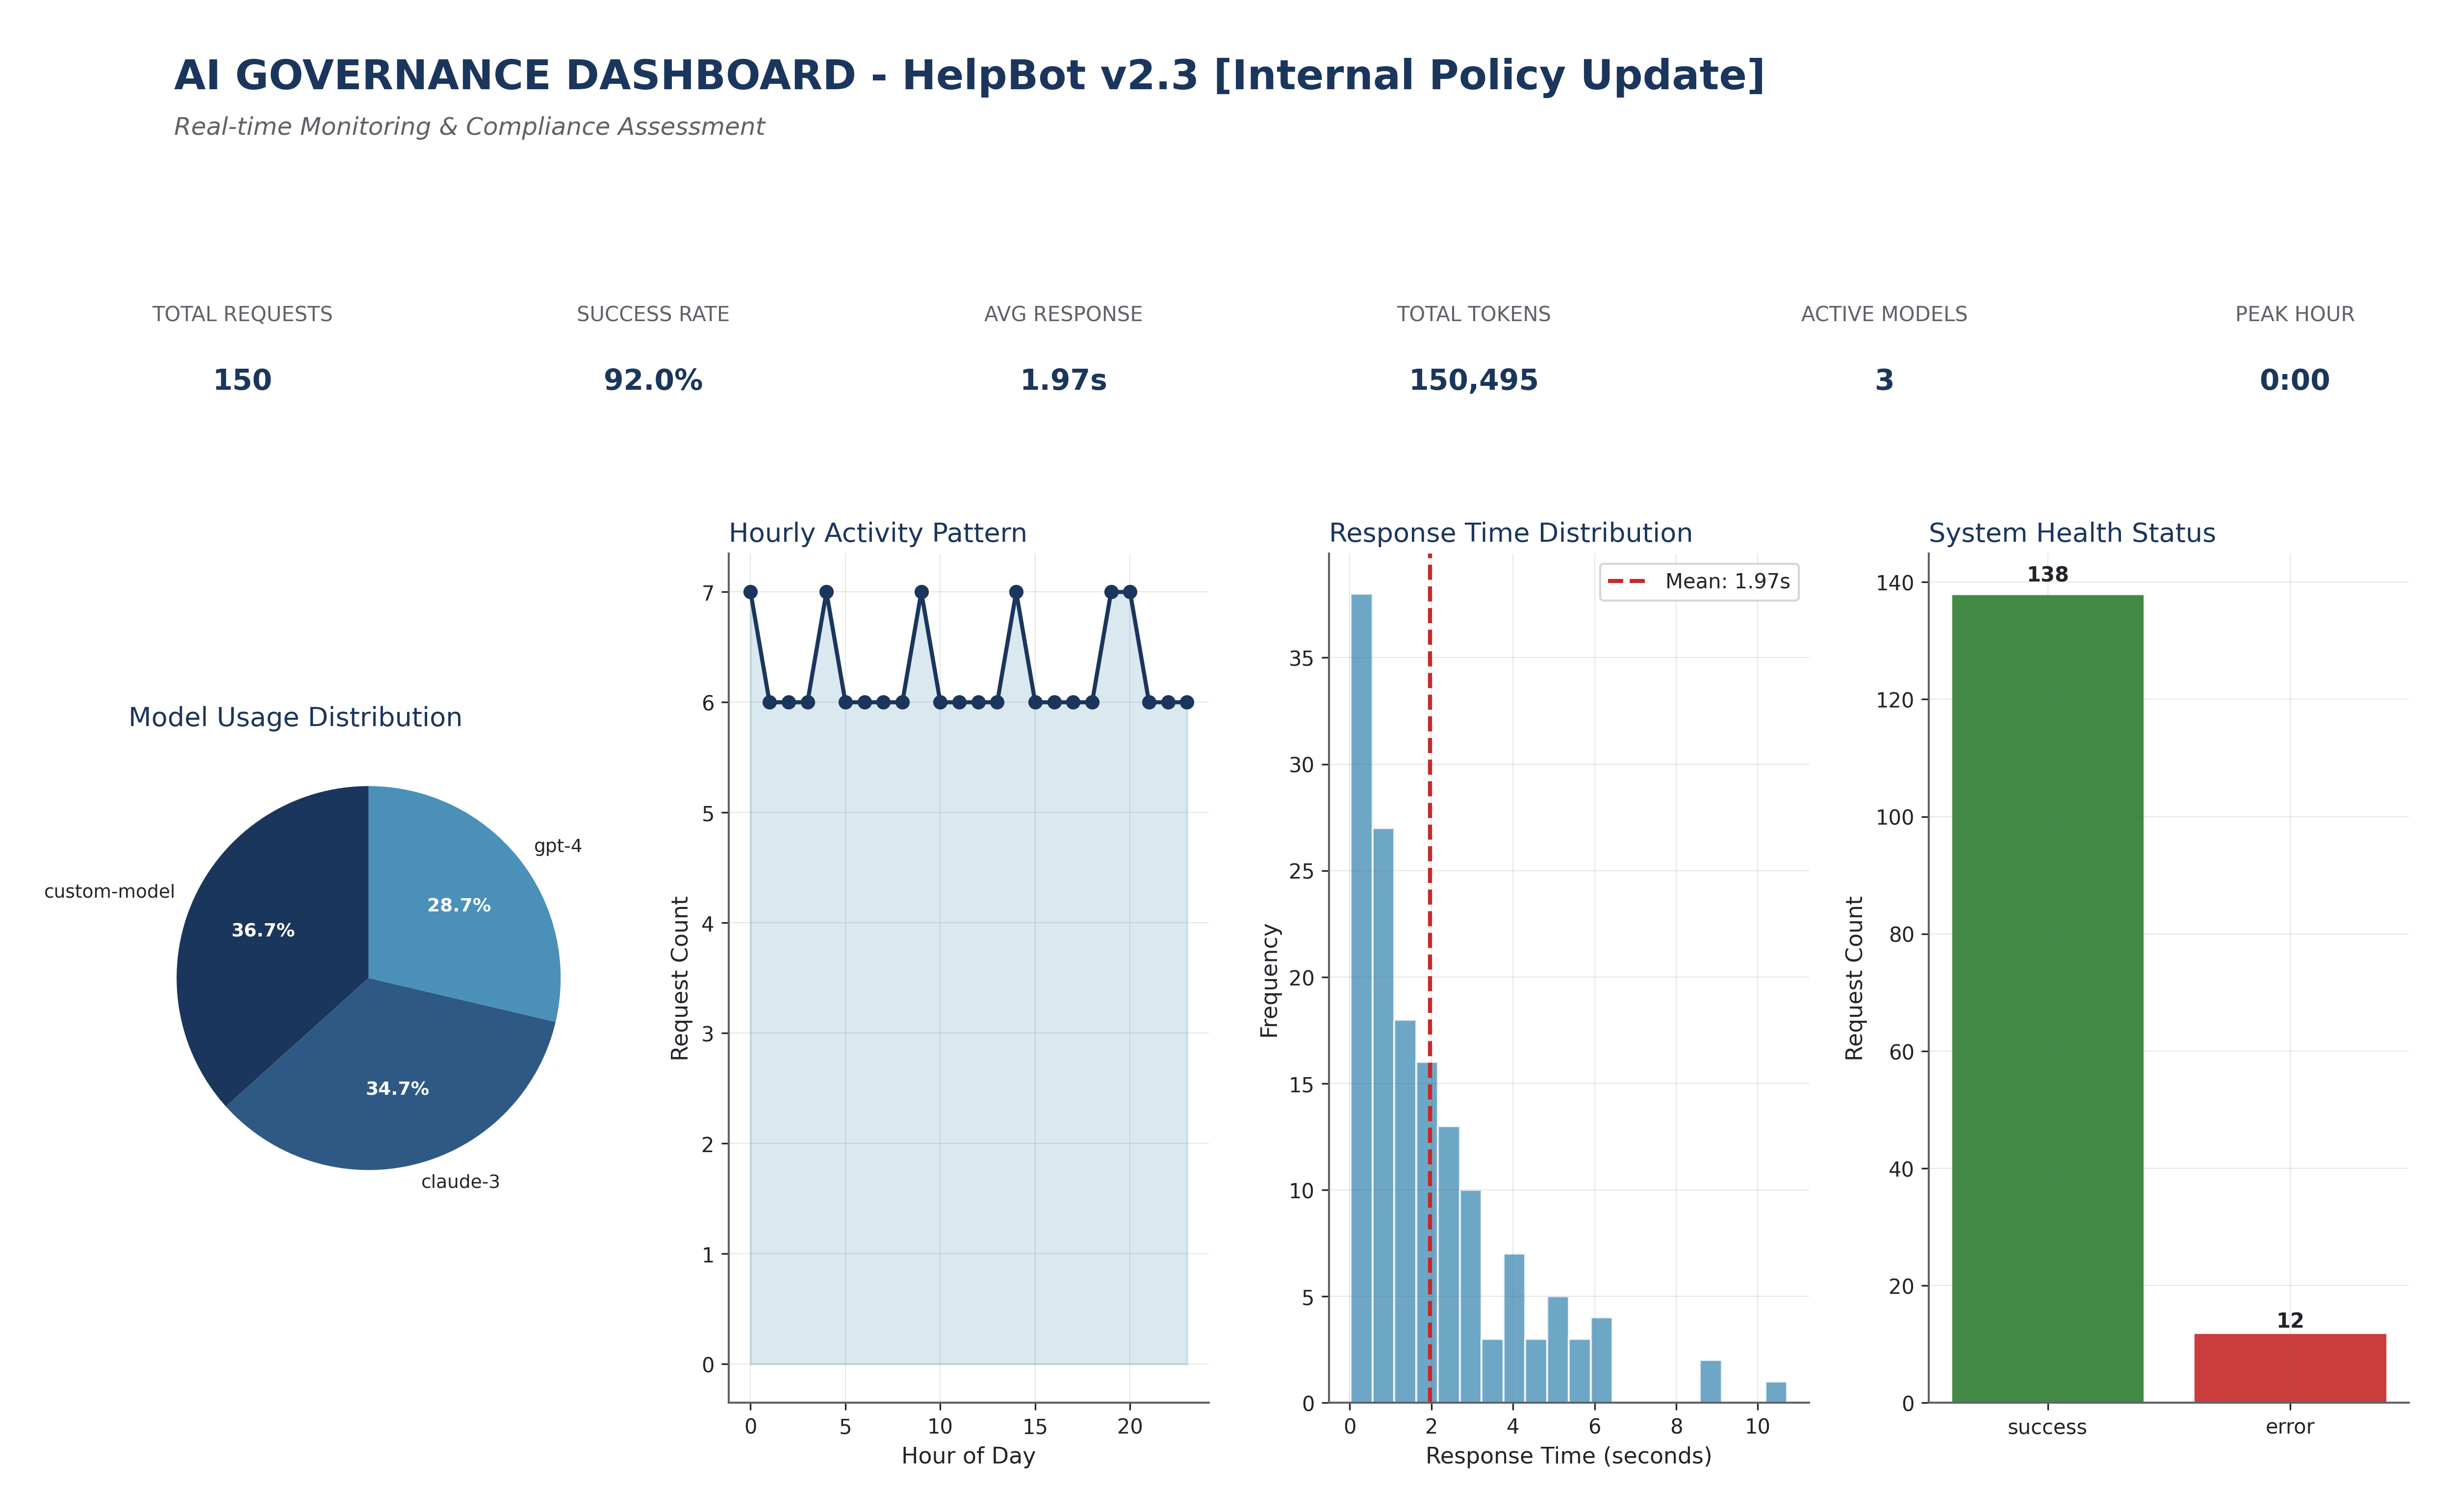 AI GOVERNANCE DASHBOARD - HelpBot v2.3 [Internal Policy Update]
Real-time Monitoring & Compliance Assessment
TOTAL REQUESTS
150
SUCCESS RATE
92.0%
AVG RESPONSE
1.97s
TOTAL TOKENS
150,495
ACTIVE MODELS
3
PEAK HOUR
0:00
Model Usage Distribution
gpt-4
28.7%
custom-model
36.7%
34.7%
claude-3
Hourly Activity Pattern
Request Count
7
6
5
4
3
2
1
0
0 5 10 15 20
Hour of Day
Response Time Distribution
Mean: 1.97s
Frequency
35
30
25
20
15
10
5
0
0 2 4 6 8 10
Response Time (seconds)
System Health Status
Request Count
140
120
100
80
60
40
20
0
138
12
success error